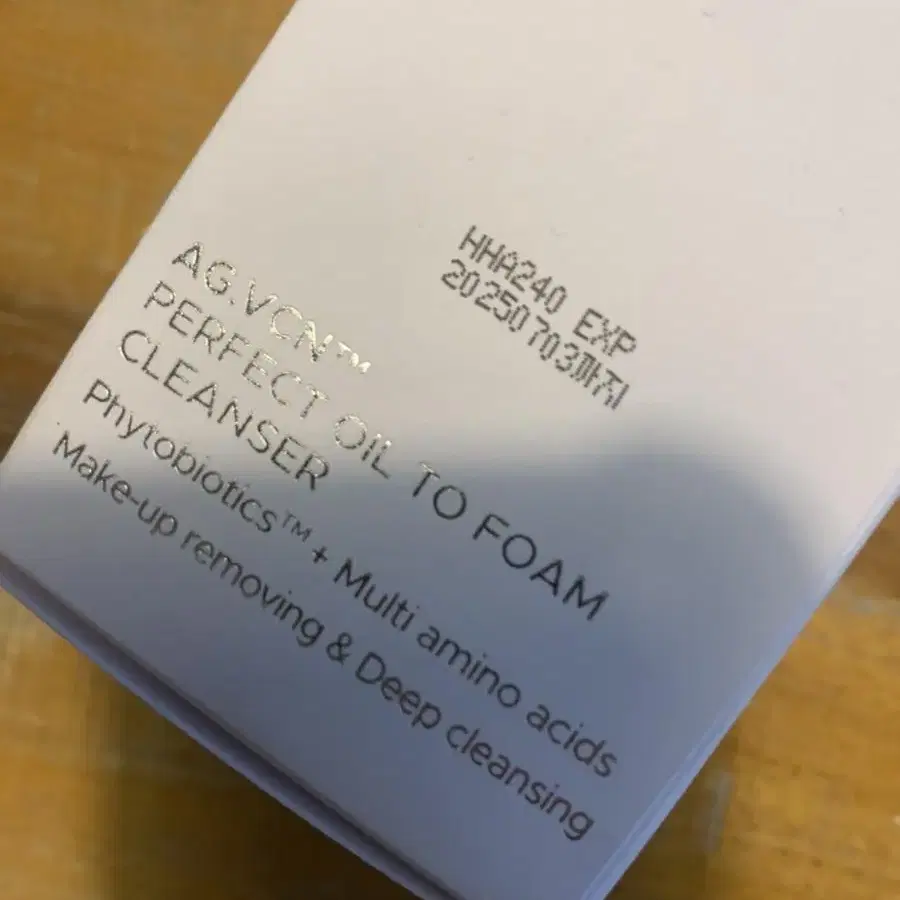 HHA240 EXP
20250703까지
AG.VCN™
PERFECT OIL TO FOAM
CLEANSER
Phytobiotics™ + Multi amino acids
Make-up removing & Deep cleansing